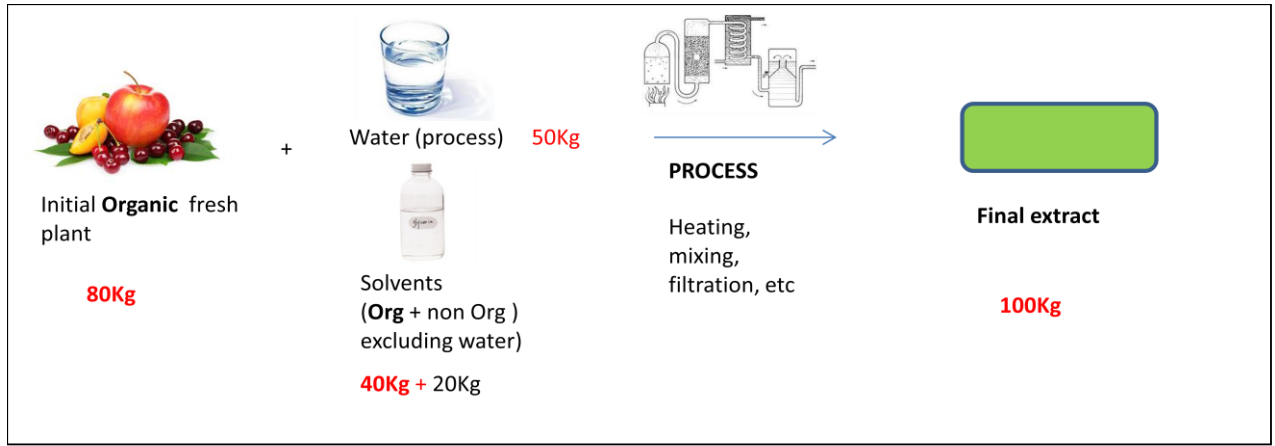 Initial Organic fresh
plant
80Kg
+
Water (process) 50Kg
Solvents
(Org + non Org )
excluding water)
40Kg + 20Kg
PROCESS
Heating,
mixing,
filtration, etc
Final extract
100Kg